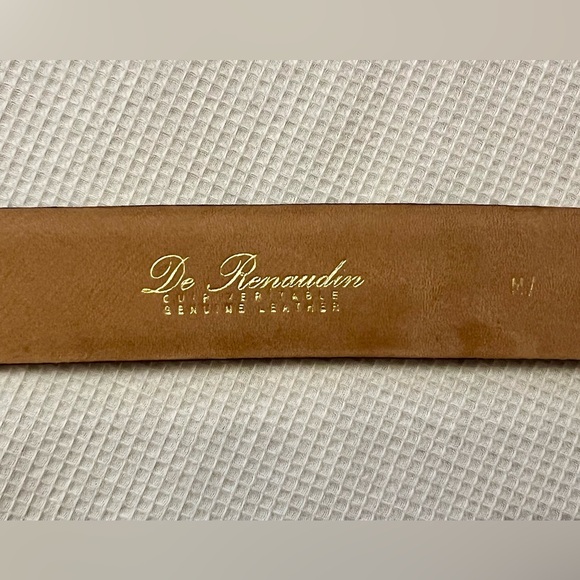 De Renaudin
CUIR VERITABLE
GENUINE LEATHER
M/